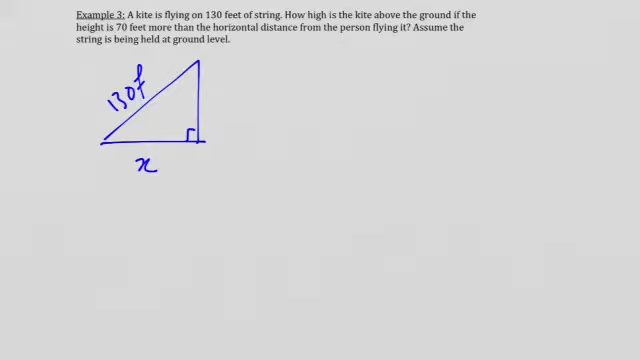 Example 3: A kite is flying on 130 feet of string. How high is the kite above the ground if the
height is 70 feet more than the horizontal distance from the person flying it? Assume the
string is being held at ground level.
130f
x